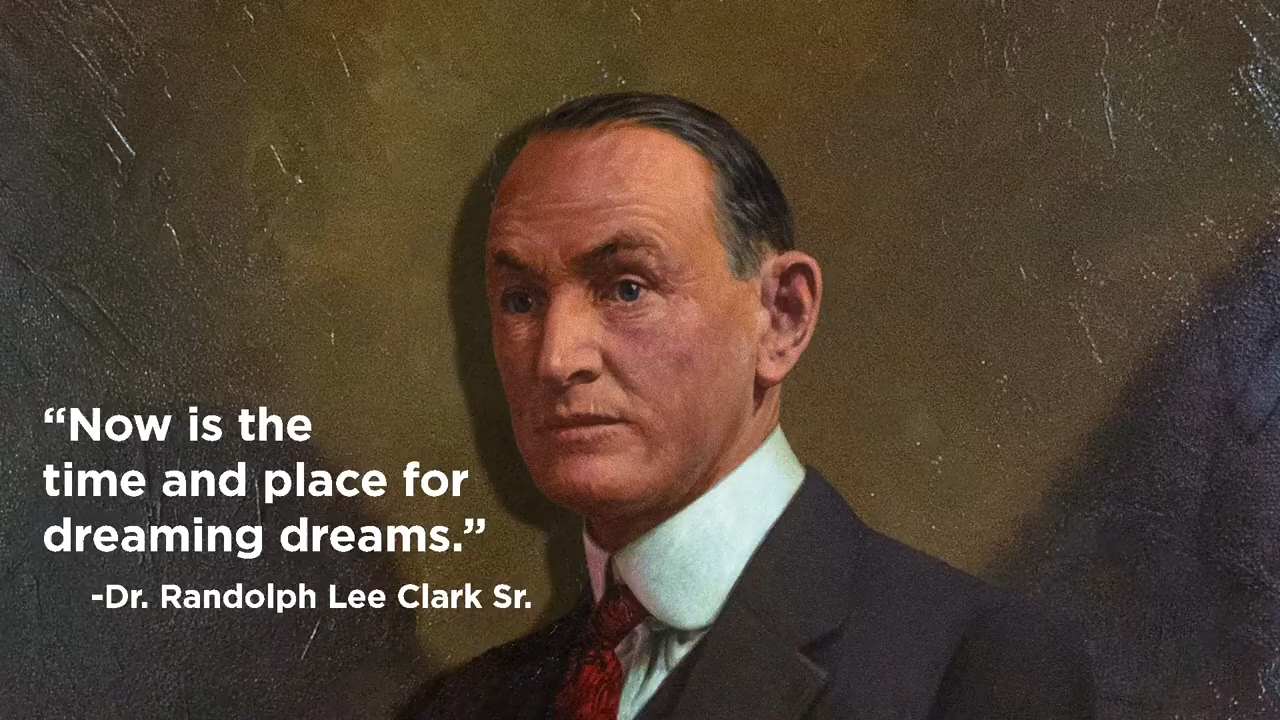 “Now is the
time and place for
dreaming dreams.”
-Dr. Randolph Lee Clark Sr.